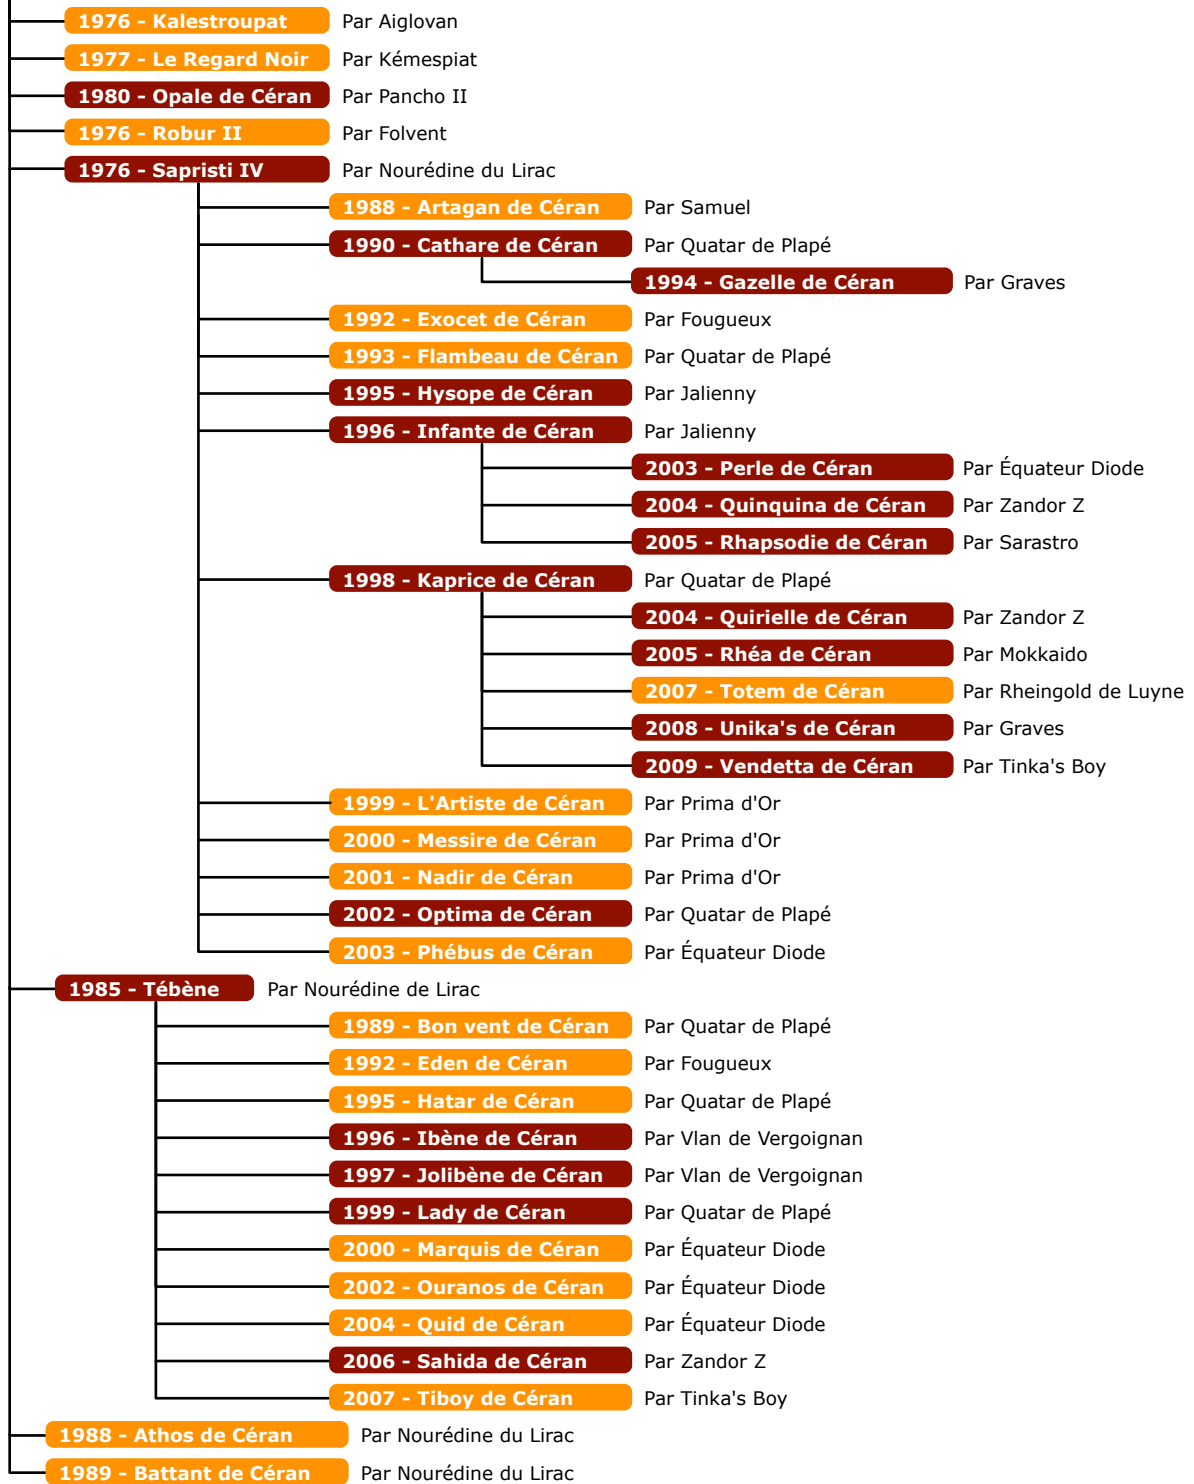 1976 - Kalestroupat Par Aiglovan
1977 - Le Regard Noir Par Kémespiat
1980 - Opale de Céran Par Pancho II
1976 - Robur II Par Folvent
1976 - Sapristi IV Par Nourédine du Lirac
1988 - Artagan de Céran Par Samuel
1990 - Cathare de Céran Par Quatar de Plapé
1994 - Gazelle de Céran Par Graves
1992 - Exocet de Céran Par Fougueux
1993 - Flambeau de Céran Par Quatar de Plapé
1995 - Hysope de Céran Par Jalienny
1996 - Infante de Céran Par Jalienny
2003 - Perle de Céran Par Équateur Diode
2004 - Quinquina de Céran Par Zandor Z
2005 - Rhapsodie de Céran Par Sarastro
1998 - Kaprice de Céran Par Quatar de Plapé
2004 - Quirielle de Céran Par Zandor Z
2005 - Rhéa de Céran Par Mokkaido
2007 - Totem de Céran Par Rheingold de Luyne
2008 - Unika's de Céran Par Graves
2009 - Vendetta de Céran Par Tinka's Boy
1999 - L'Artiste de Céran Par Prima d'Or
2000 - Messire de Céran Par Prima d'Or
2001 - Nadir de Céran Par Prima d'Or
2002 - Optima de Céran Par Quatar de Plapé
2003 - Phébus de Céran Par Équateur Diode
1985 - Tébène Par Nourédine de Lirac
1989 - Bon vent de Céran Par Quatar de Plapé
1992 - Eden de Céran Par Fougueux
1995 - Hatar de Céran Par Quatar de Plapé
1996 - Ibène de Céran Par Vlan de Vergoignan
1997 - Jolibène de Céran Par Vlan de Vergoignan
1999 - Lady de Céran Par Quatar de Plapé
2000 - Marquis de Céran Par Équateur Diode
2002 - Ouranos de Céran Par Équateur Diode
2004 - Quid de Céran Par Équateur Diode
2006 - Sahida de Céran Par Zandor Z
2007 - Tiboy de Céran Par Tinka's Boy
1988 - Athos de Céran Par Nourédine du Lirac
1989 - Battant de Céran Par Nourédine du Lirac